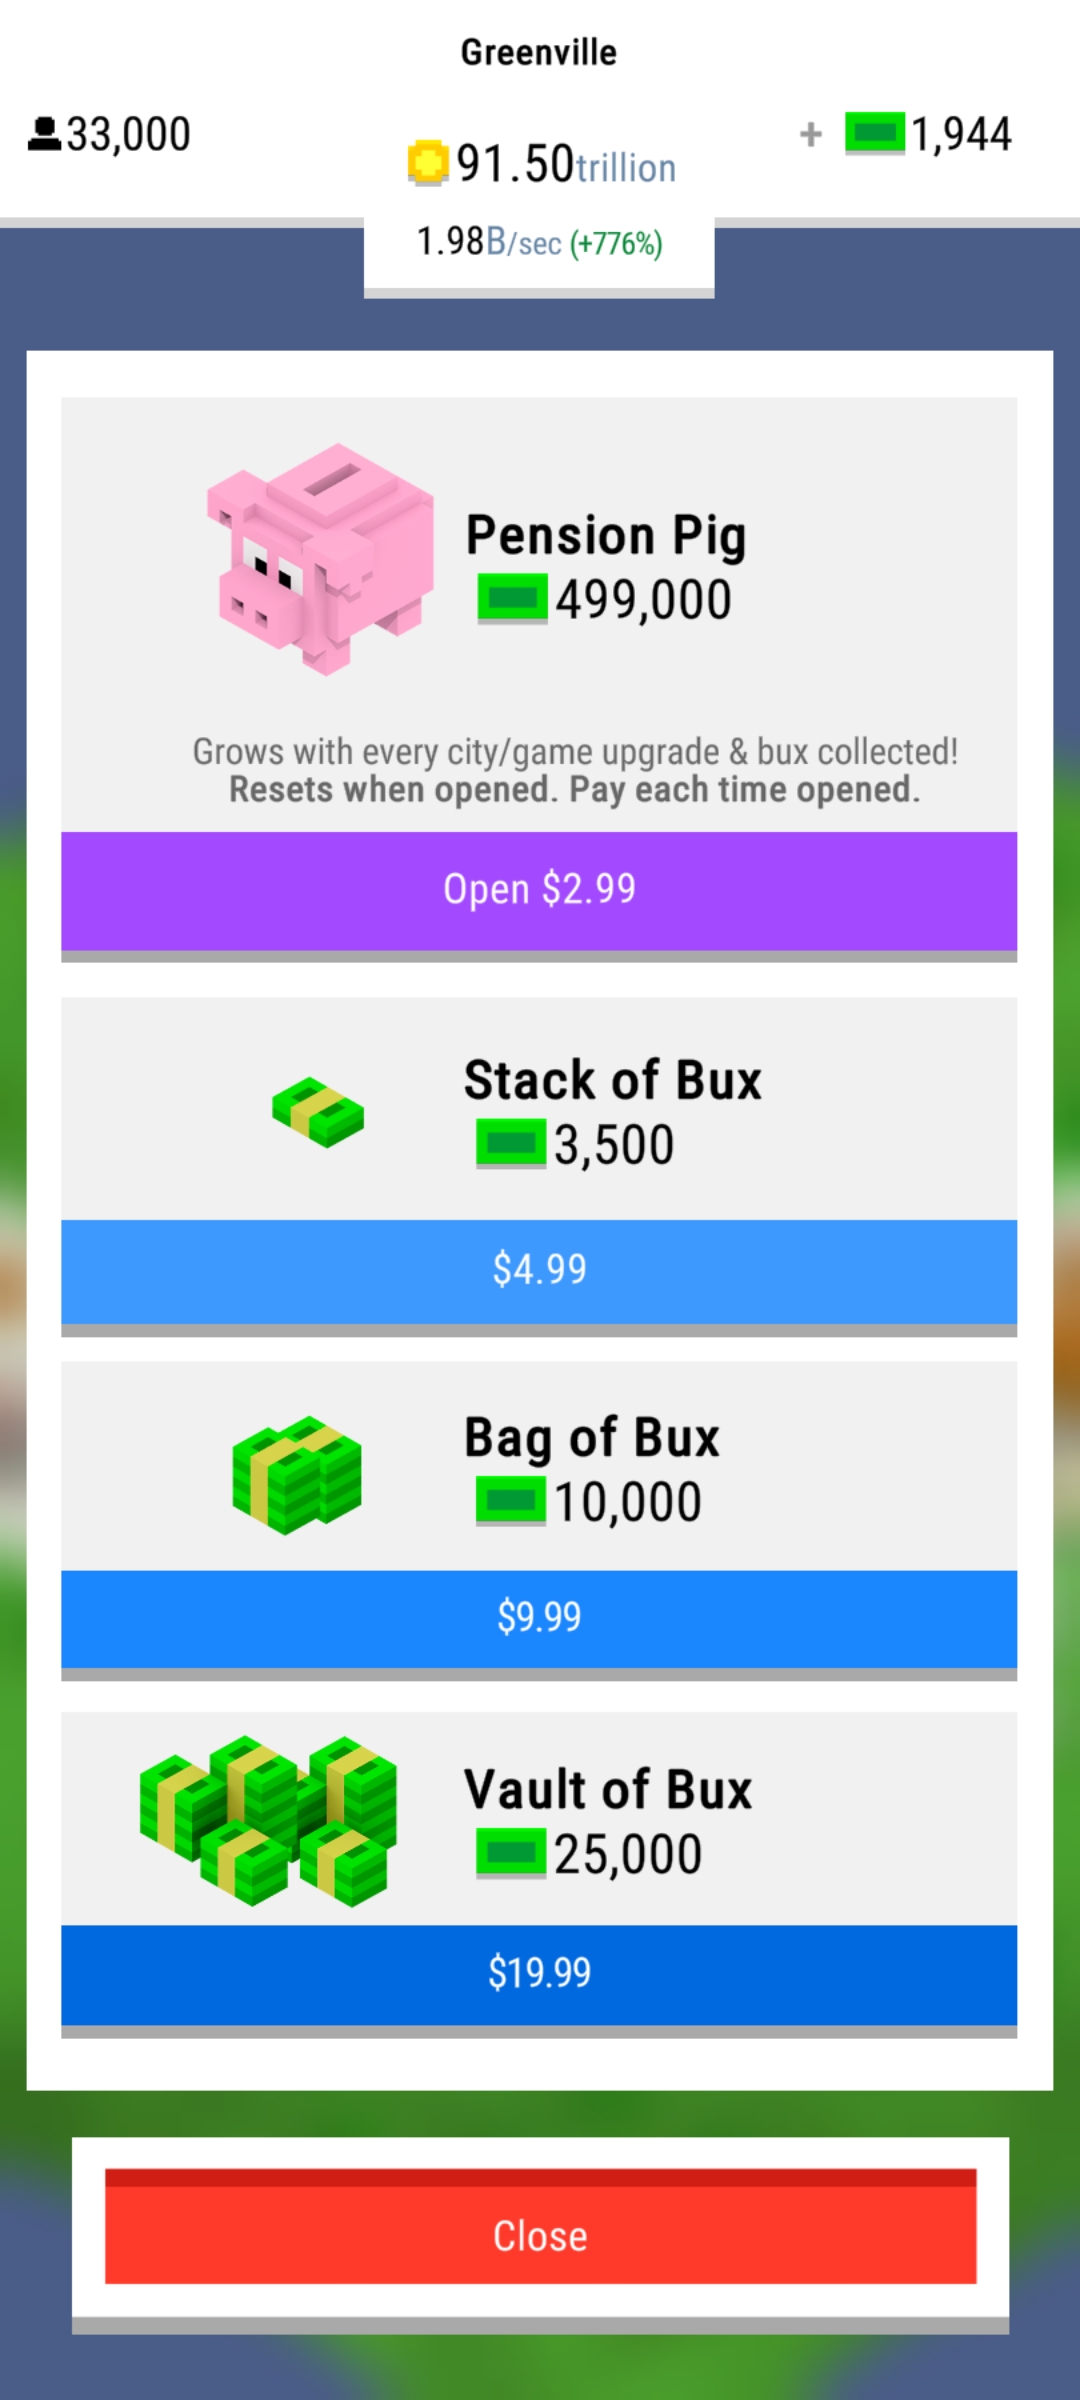 Greenville
33,000
91.50trillion
+ 1,944
1.98B/sec (+776%)
Pension Pig
499,000
Grows with every city/game upgrade & bux collected!
Resets when opened. Pay each time opened.
Open $2.99
Stack of Bux
3,500
$4.99
Bag of Bux
10,000
$9.99
Vault of Bux
25,000
$19.99
Close